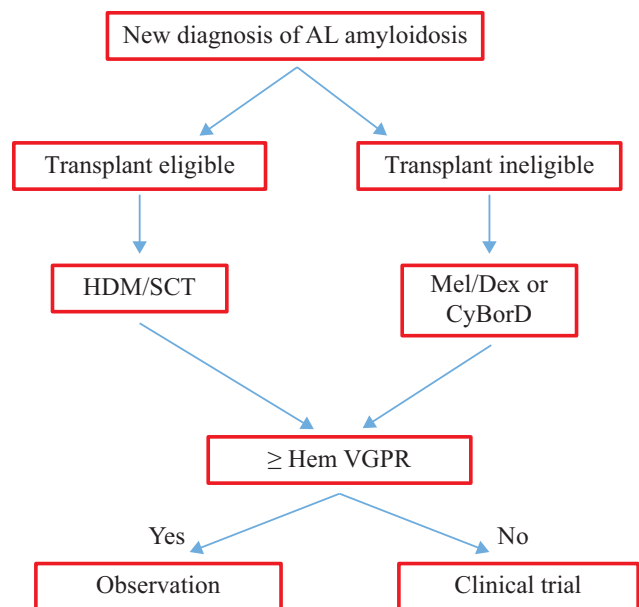 New diagnosis of AL amyloidosis
Transplant eligible
Transplant ineligible
HDM/SCT
Mel/Dex or
CyBorD
≥ Hem VGPR
Yes
No
Observation
Clinical trial